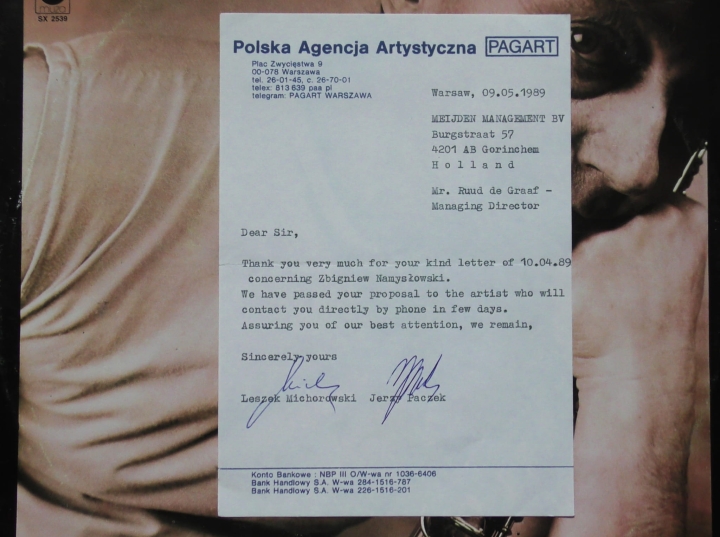 muza
SX 2539
Polska Agencja Artystyczna PAGART
Plac Zwycięstwa 9
00-078 Warszawa
tel. 26-01-45, c. 26-70-01
telex: 813 639 paa pl
telegram: PAGART WARSZAWA
Warsaw, 09.05.1989
MEIJDEN MANAGEMENT BV
Burgstraat 57
4201 AB Gorinchem
H o l l a n d
Mr. Ruud de Graaf -
Managing Director
Dear Sir,
Thank you very much for your kind letter of 10.04.89
concerning Zbigniew Namysłowski.
We have passed your proposal to the artist who will
contact you directly by phone in few days.
Assuring you of our best attention, we remain,
Sincerely yours
Leszek Michorowski Jerzy Paczek
Konto Bankowe : NBP III O/W-wa nr 1036-6406
Bank Handlowy S.A. W-wa 284-1516-787
Bank Handlowy S.A. W-wa 226-1516-201